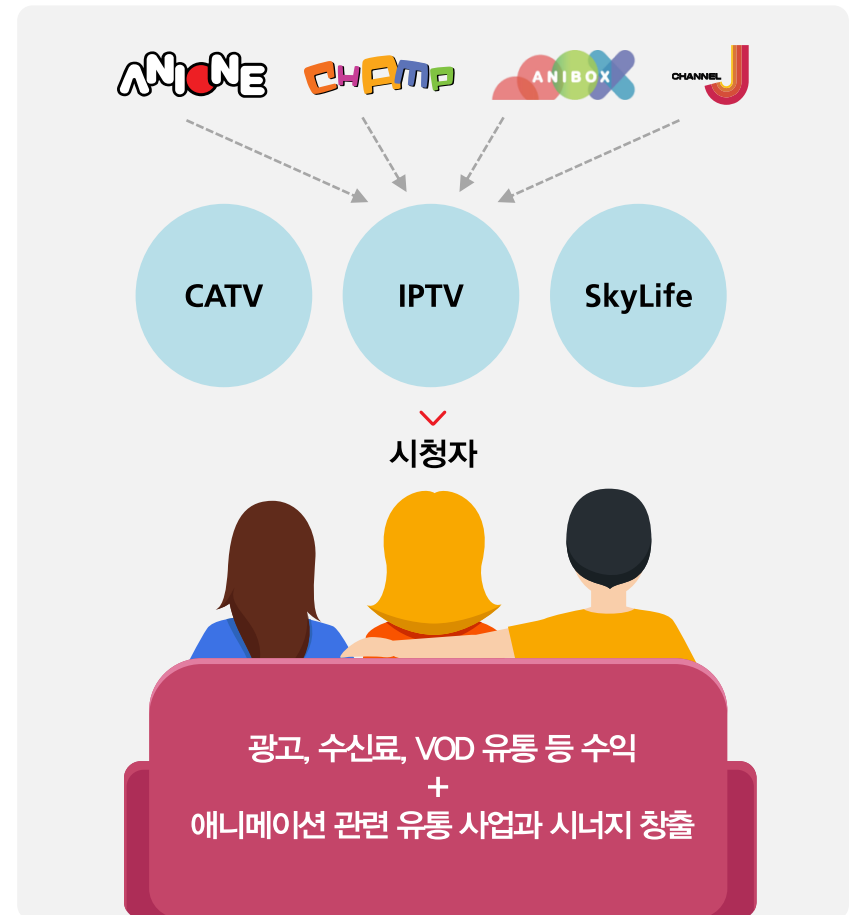 ANIONE CHAMP ANIBOX CHANNEL J
CATV IPTV SkyLife
시청자
광고, 수신료, VOD 유통 등 수익
+
애니메이션 관련 유통 사업과 시너지 창출